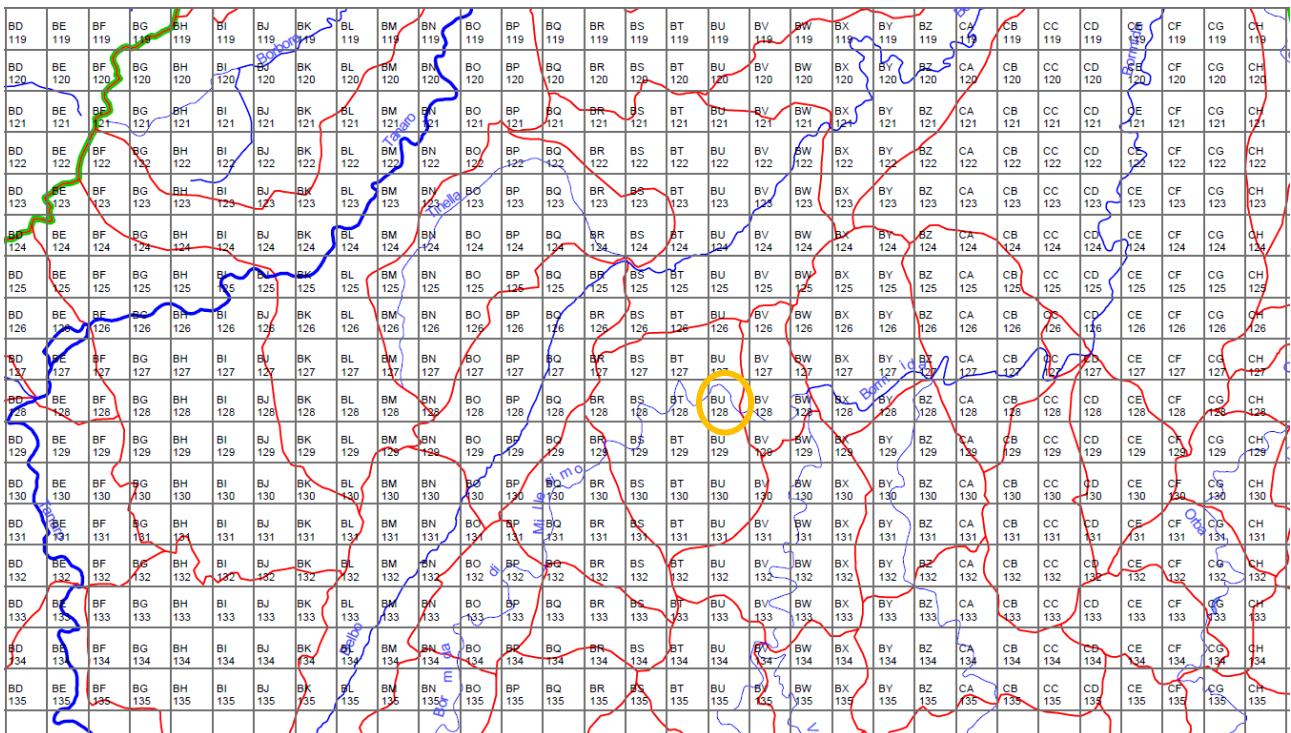 BD BE BF BG BH BI BJ BK BL BM BN BO BP BQ BR BS BT BU BV BW BX BY BZ CA CB CC CD CE CF CG CH
119 119 119 119 119 119 119 119 119 119 119 119 119 119 119 119 119 119 119 119 119 119 119 119 119 119 119 119 119 119 119
Borbore
Bormida
BD BE BF BG BH BI BJ BK BL BM BN BO BP BQ BR BS BT BU BV BW BX BY BZ CA CB CC CD CE CF CG CH
120 120 120 120 120 120 120 120 120 120 120 120 120 120 120 120 120 120 120 120 120 120 120 120 120 120 120 120 120 120 120
BD BE BF BG BH BI BJ BK BL BM BN BO BP BQ BR BS BT BU BV BW BX BY BZ CA CB CC CD CE CF CG CH
121 121 121 121 121 121 121 121 121 121 121 121 121 121 121 121 121 121 121 121 121 121 121 121 121 121 121 121 121 121 121
Tanaro
BD BE BF BG BH BI BJ BK BL BM BN BO BP BQ BR BS BT BU BV BW BX BY BZ CA CB CC CD CE CF CG CH
122 122 122 122 122 122 122 122 122 122 122 122 122 122 122 122 122 122 122 122 122 122 122 122 122 122 122 122 122 122 122
BD BE BF BG BH BI BJ BK BL BM BN BO BP BQ BR BS BT BU BV BW BX BY BZ CA CB CC CD CE CF CG CH
123 123 123 123 123 123 123 123 123 123 123 123 123 123 123 123 123 123 123 123 123 123 123 123 123 123 123 123 123 123 123
Tinella
BD BE BF BG BH BI BJ BK BL BM BN BO BP BQ BR BS BT BU BV BW BX BY BZ CA CB CC CD CE CF CG CH
124 124 124 124 124 124 124 124 124 124 124 124 124 124 124 124 124 124 124 124 124 124 124 124 124 124 124 124 124 124 124
BD BE BF BG BH BI BJ BK BL BM BN BO BP BQ BR BS BT BU BV BW BX BY BZ CA CB CC CD CE CF CG CH
125 125 125 125 125 125 125 125 125 125 125 125 125 125 125 125 125 125 125 125 125 125 125 125 125 125 125 125 125 125 125
BD BE BF BG BH BI BJ BK BL BM BN BO BP BQ BR BS BT BU BV BW BX BY BZ CA CB CC CD CE CF CG CH
126 126 126 126 126 126 126 126 126 126 126 126 126 126 126 126 126 126 126 126 126 126 126 126 126 126 126 126 126 126 126
BD BE BF BG BH BI BJ BK BL BM BN BO BP BQ BR BS BT BU BV BW BX BY BZ CA CB CC CD CE CF CG CH
127 127 127 127 127 127 127 127 127 127 127 127 127 127 127 127 127 127 127 127 127 127 127 127 127 127 127 127 127 127 127
Bormida
BD BE BF BG BH BI BJ BK BL BM BN BO BP BQ BR BS BT BU BV BW BX BY BZ CA CB CC CD CE CF CG CH
128 128 128 128 128 128 128 128 128 128 128 128 128 128 128 128 128 128 128 128 128 128 128 128 128 128 128 128 128 128 128
BD BE BF BG BH BI BJ BK BL BM BN BO BP BQ BR BS BT BU BV BW BX BY BZ CA CB CC CD CE CF CG CH
129 129 129 129 129 129 129 129 129 129 129 129 129 129 129 129 129 129 129 129 129 129 129 129 129 129 129 129 129 129 129
BD BE BF BG BH BI BJ BK BL BM BN BO BP BQ BR BS BT BU BV BW BX BY BZ CA CB CC CD CE CF CG CH
130 130 130 130 130 130 130 130 130 130 130 130 130 130 130 130 130 130 130 130 130 130 130 130 130 130 130 130 130 130 130
Tanaro
Bormida di Millesimo
Orba
BD BE BF BG BH BI BJ BK BL BM BN BO BP BQ BR BS BT BU BV BW BX BY BZ CA CB CC CD CE CF CG CH
131 131 131 131 131 131 131 131 131 131 131 131 131 131 131 131 131 131 131 131 131 131 131 131 131 131 131 131 131 131 131
BD BE BF BG BH BI BJ BK BL BM BN BO BP BQ BR BS BT BU BV BW BX BY BZ CA CB CC CD CE CF CG CH
132 132 132 132 132 132 132 132 132 132 132 132 132 132 132 132 132 132 132 132 132 132 132 132 132 132 132 132 132 132 132
BD BE BF BG BH BI BJ BK BL BM BN BO BP BQ BR BS BT BU BV BW BX BY BZ CA CB CC CD CE CF CG CH
133 133 133 133 133 133 133 133 133 133 133 133 133 133 133 133 133 133 133 133 133 133 133 133 133 133 133 133 133 133 133
Belbo
BD BE BF BG BH BI BJ BK BL BM BN BO BP BQ BR BS BT BU BV BW BX BY BZ CA CB CC CD CE CF CG CH
134 134 134 134 134 134 134 134 134 134 134 134 134 134 134 134 134 134 134 134 134 134 134 134 134 134 134 134 134 134 134
BD BE BF BG BH BI BJ BK BL BM BN BO BP BQ BR BS BT BU BV BW BX BY BZ CA CB CC CD CE CF CG CH
135 135 135 135 135 135 135 135 135 135 135 135 135 135 135 135 135 135 135 135 135 135 135 135 135 135 135 135 135 135 135